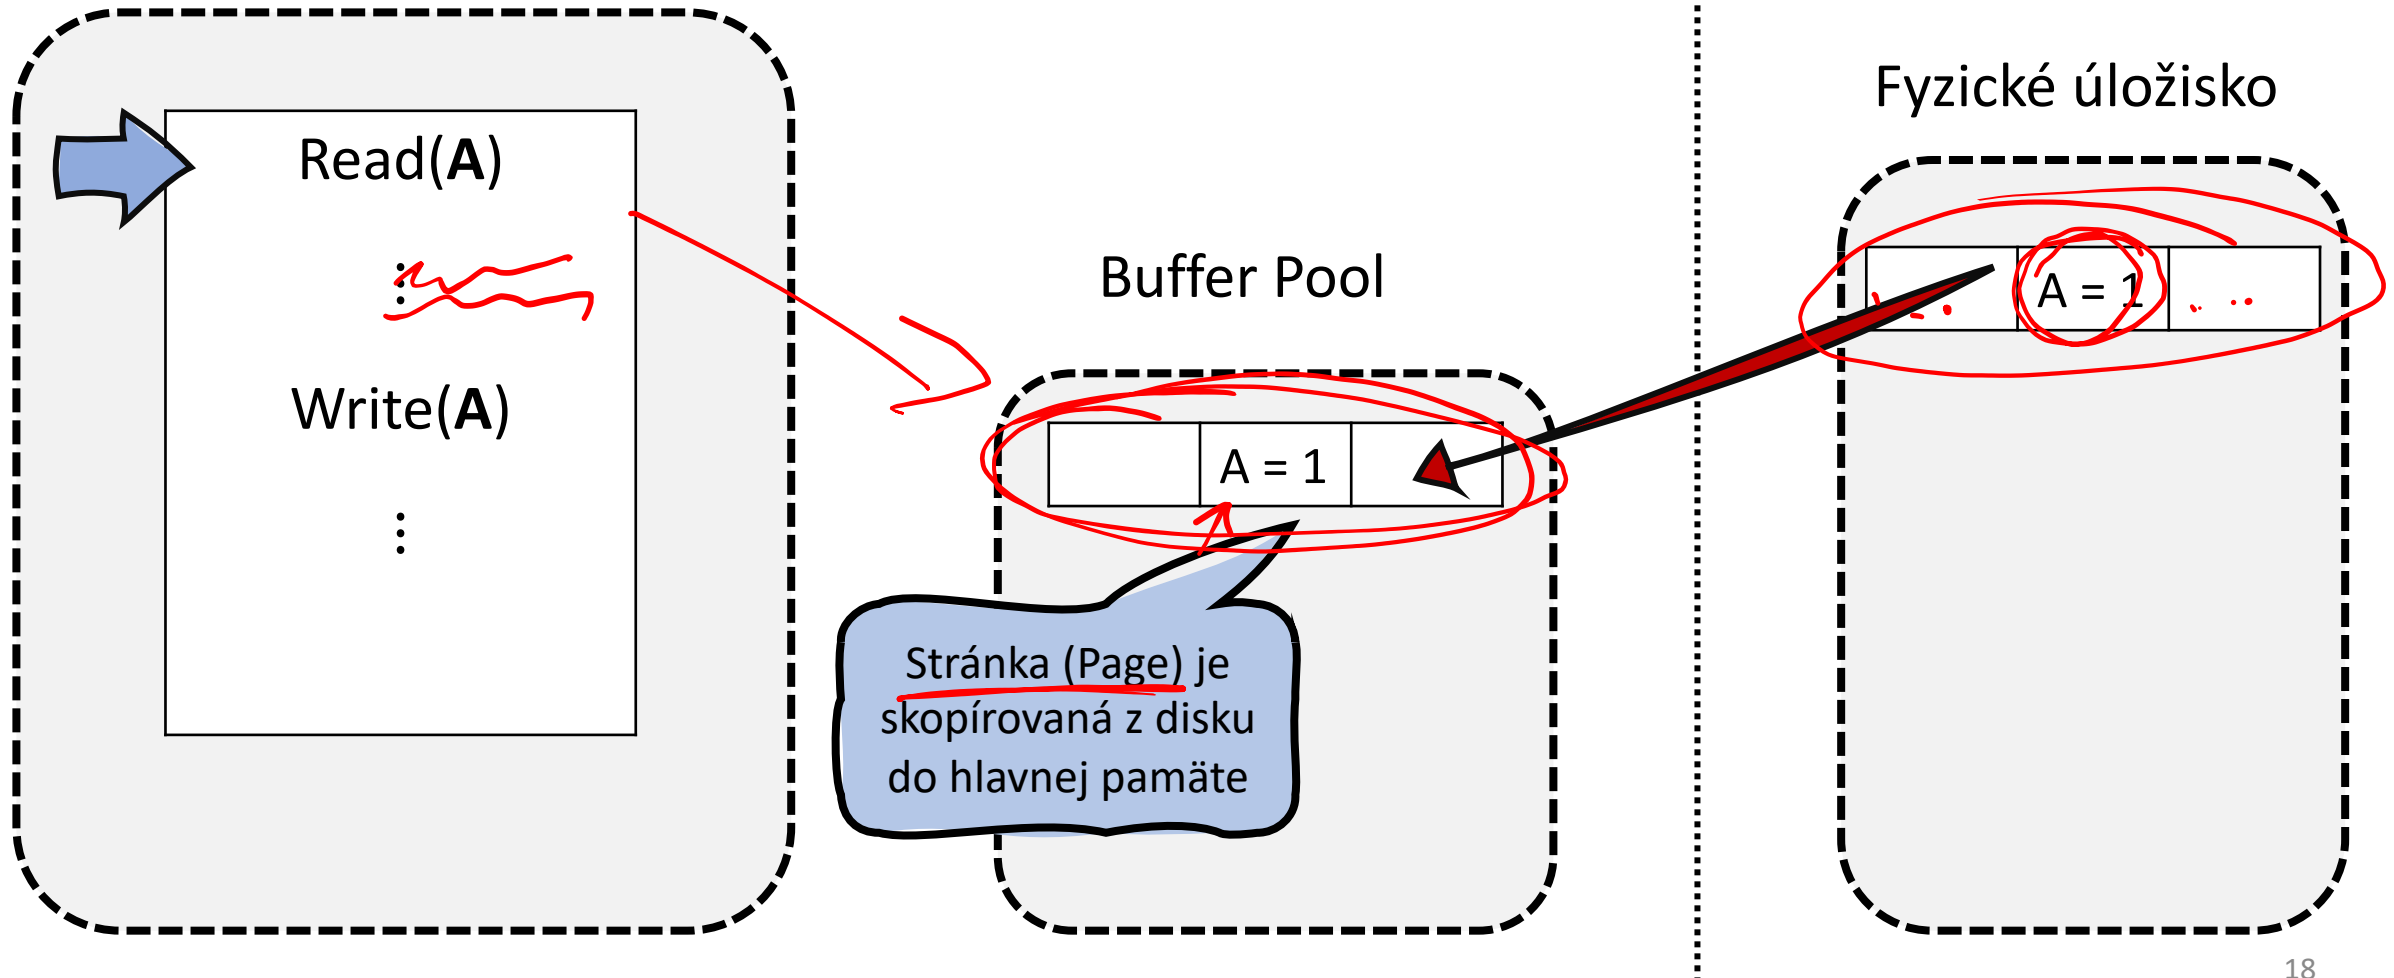 Read(A)
⋮
Write(A)
⋮
Buffer Pool
A = 1
Stránka (Page) je
skopírovaná z disku
do hlavnej pamäte
Fyzické úložisko
A = 1
18